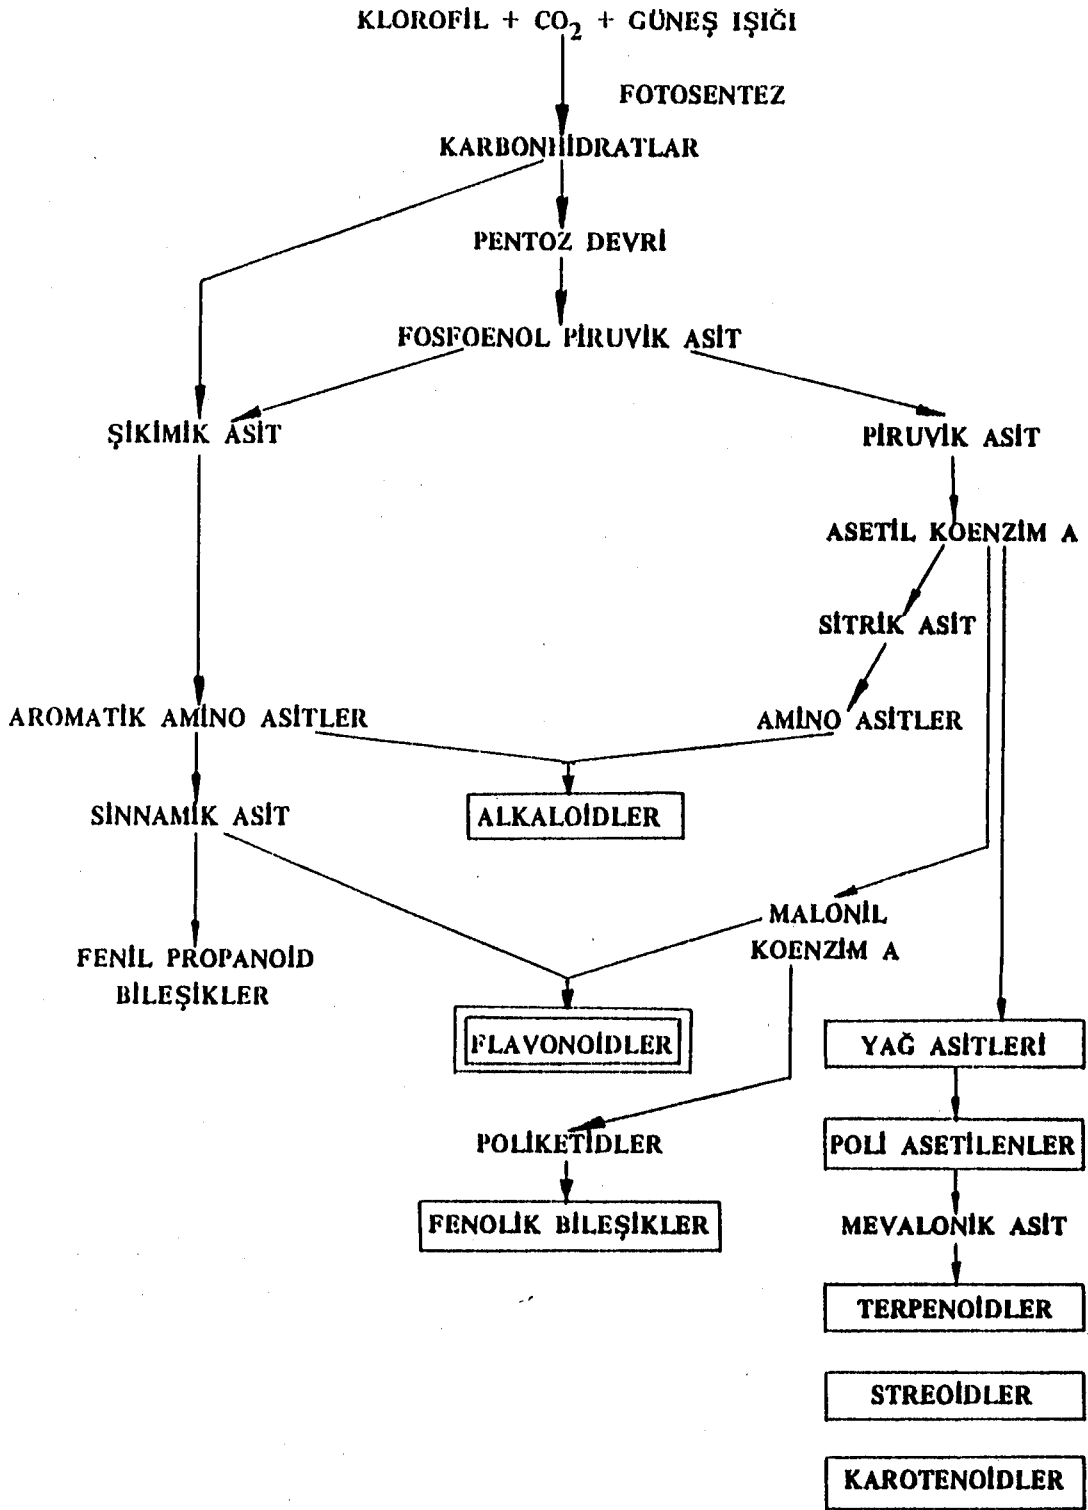 KLOROFİL + CO₂ + GÜNEŞ IŞIĞI
FOTOSENTEZ
KARBONHİDRATLAR
PENTOZ DEVRİ
FOSFOENOL PİRUVİK ASİT
ŞİKİMİK ASİT
PİRUVİK ASİT
ASETİL KOENZİM A
SİTRİK ASİT
AROMATİK AMİNO ASİTLER
AMİNO ASİTLER
SİNNAMİK ASİT
ALKALOİDLER
MALONİL
KOENZİM A
FENİL PROPANOİD
BİLEŞİKLER
FLAVONOİDLER
YAĞ ASİTLERİ
POLİKETİDLER
POLİ ASETİLENLER
FENOLİK BİLEŞİKLER
MEVALONİK ASİT
TERPENOİDLER
STREOİDLER
KAROTENOİDLER